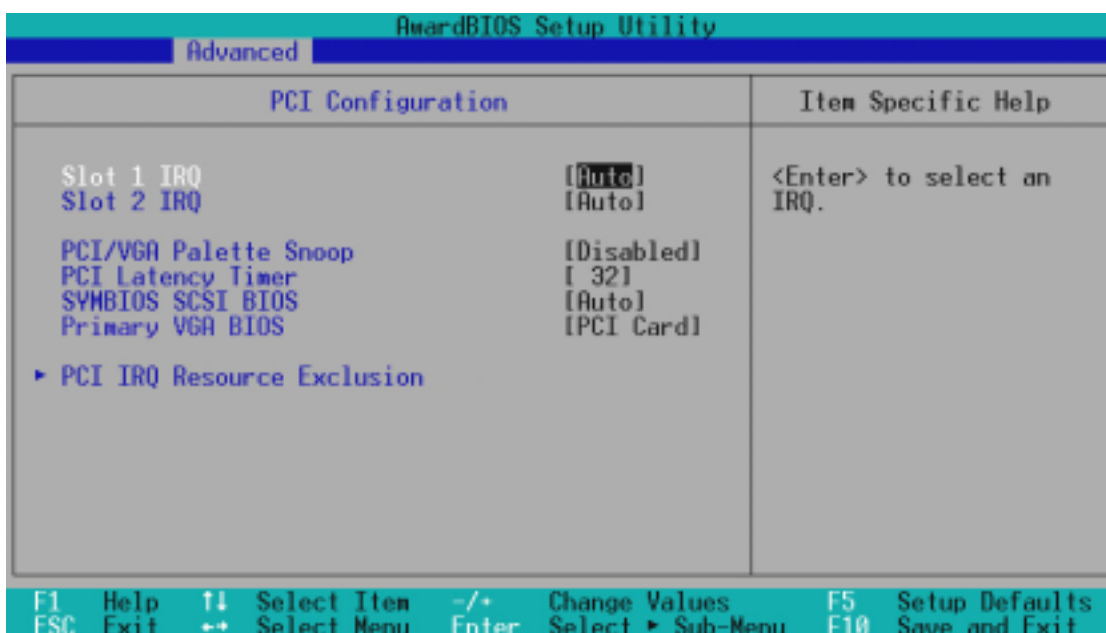 AwardBIOS Setup Utility
Advanced
PCI Configuration
Item Specific Help
Slot 1 IRQ [Auto]
Slot 2 IRQ [Auto]
PCI/VGA Palette Snoop [Disabled]
PCI Latency Timer [ 32]
SYMBIOS SCSI BIOS [Auto]
Primary VGA BIOS [PCI Card]
▸ PCI IRQ Resource Exclusion
<Enter> to select an
IRQ.
F1 Help ↑↓ Select Item -/+ Change Values F5 Setup Defaults
ESC Exit ←→ Select Menu Enter Select ▸ Sub-Menu F10 Save and Exit